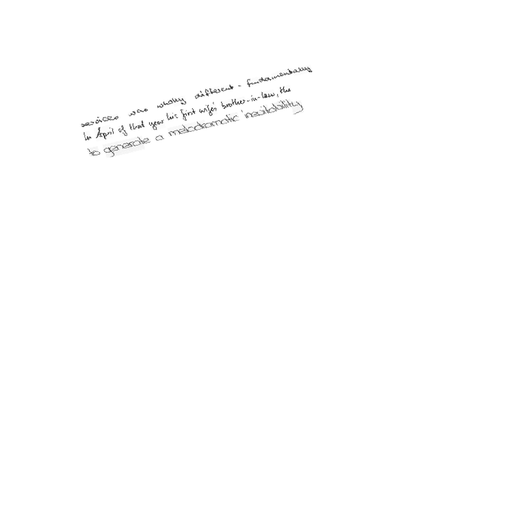 services was wholly different - fundamentally
In April of that year his first wife's brother-in-law, the
to generate a melodramatic inevitability